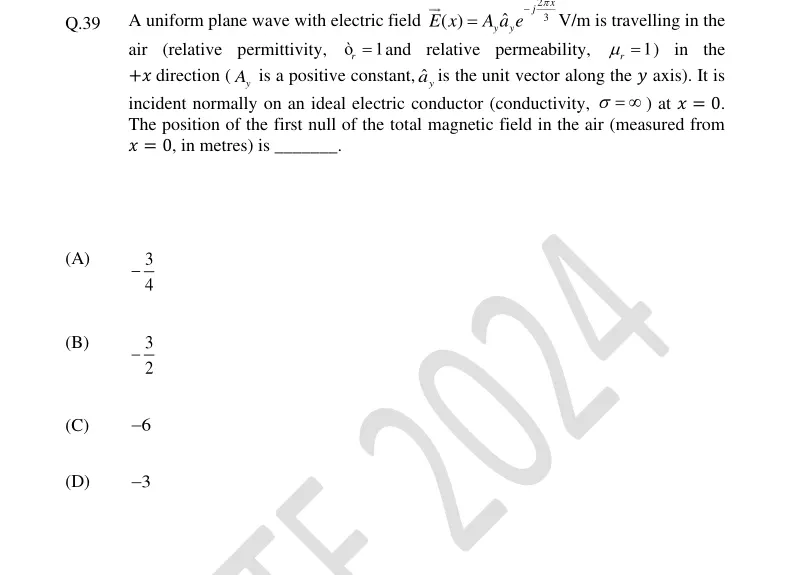 Q.39 A uniform plane wave with electric field E⃗(x) = A_y â_y e^{-j 2πx/3} V/m is travelling in the
air (relative permittivity, ò_r = 1 and relative permeability, μ_r = 1) in the
+x direction ( A_y is a positive constant, â_y is the unit vector along the y axis). It is
incident normally on an ideal electric conductor (conductivity, σ = ∞ ) at x = 0.
The position of the first null of the total magnetic field in the air (measured from
x = 0, in metres) is _______.
(A) −3/4
(B) −3/2
(C) −6
(D) −3
TE 2024